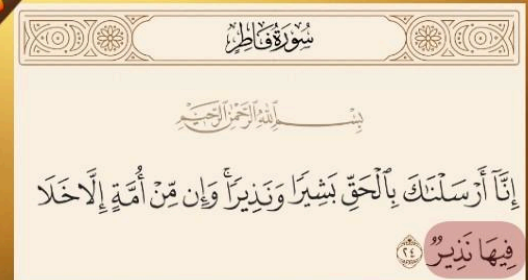 سُورَةُ فَاطِرٍ
بِسْمِ ٱللَّهِ ٱلرَّحْمَٰنِ ٱلرَّحِيمِ
إِنَّآ أَرْسَلْنَٰكَ بِٱلْحَقِّ بَشِيرًا وَنَذِيرًا ۚ وَإِن مِّنْ أُمَّةٍ إِلَّا خَلَا
فِيهَا نَذِيرٌ ٢٤